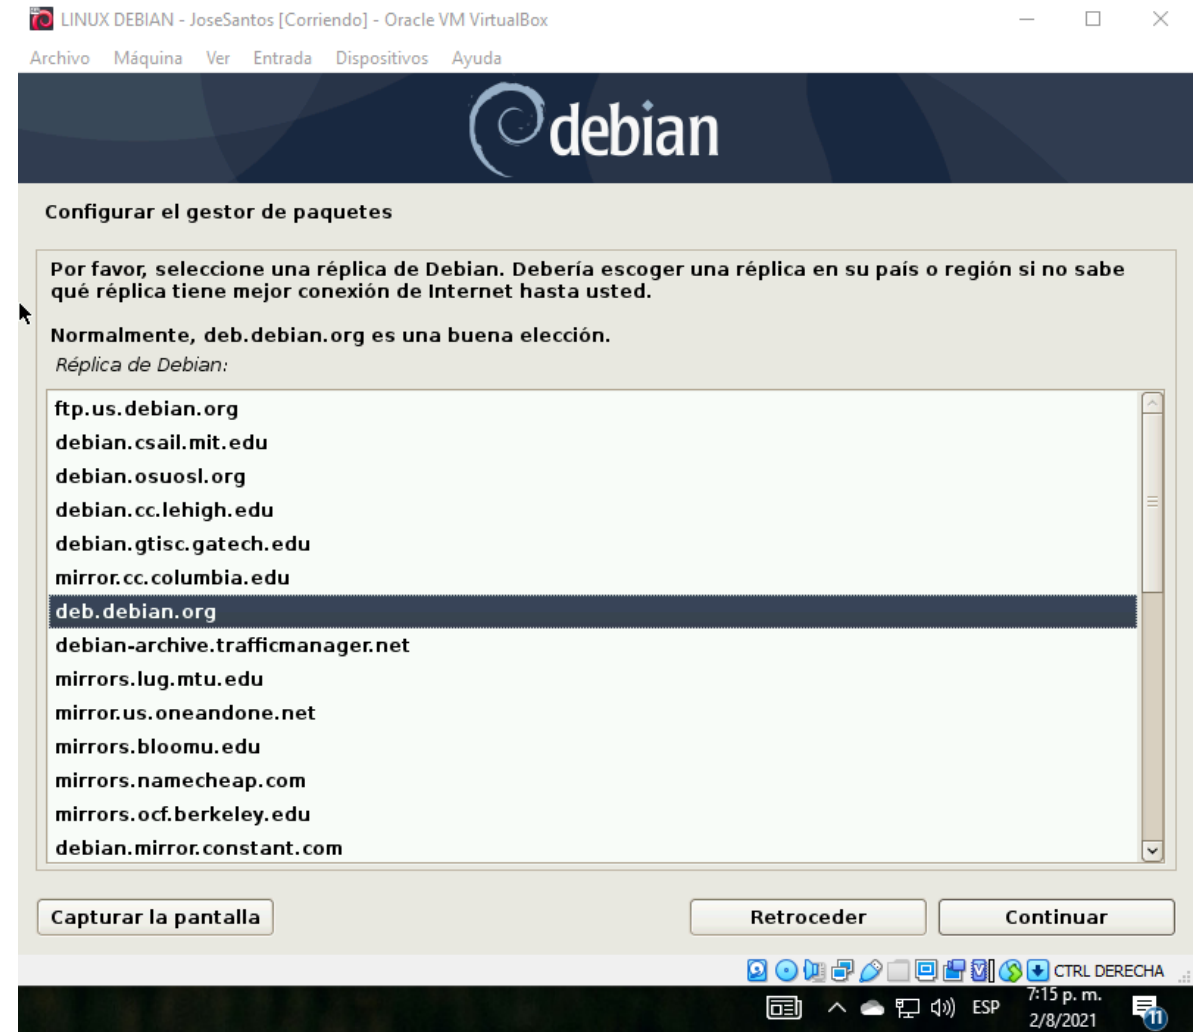 LINUX DEBIAN - JoseSantos [Corriendo] - Oracle VM VirtualBox
Archivo Máquina Ver Entrada Dispositivos Ayuda
debian
Configurar el gestor de paquetes
Por favor, seleccione una réplica de Debian. Debería escoger una réplica en su país o región si no sabe
qué réplica tiene mejor conexión de Internet hasta usted.
Normalmente, deb.debian.org es una buena elección.
Réplica de Debian:
ftp.us.debian.org
debian.csail.mit.edu
debian.osuosl.org
debian.cc.lehigh.edu
debian.gtisc.gatech.edu
mirror.cc.columbia.edu
deb.debian.org
debian-archive.trafficmanager.net
mirrors.lug.mtu.edu
mirror.us.oneandone.net
mirrors.bloomu.edu
mirrors.namecheap.com
mirrors.ocf.berkeley.edu
debian.mirror.constant.com
Capturar la pantalla Retroceder Continuar
CTRL DERECHA
ESP 7:15 p. m.
2/8/2021 11